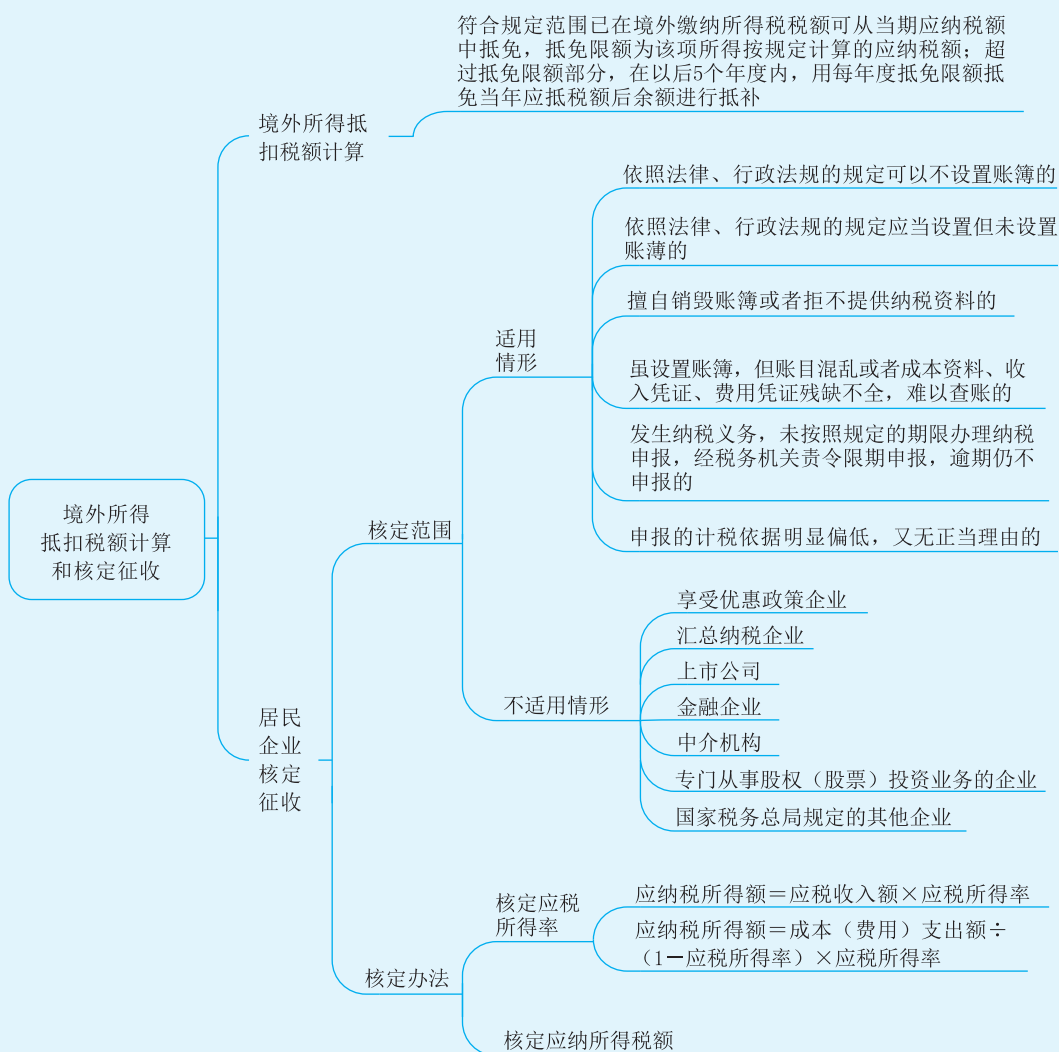 符合规定范围已在境外缴纳所得税税额可从当期应纳税额
中抵免，抵免限额为该项所得按规定计算的应纳税额；超
过抵免限额部分，在以后5个年度内，用每年度抵免限额抵
免当年应抵税额后余额进行抵补
境外所得抵
扣税额计算
依照法律、行政法规的规定可以不设置账簿的
依照法律、行政法规的规定应当设置但未设置
账薄的
擅自销毁账簿或者拒不提供纳税资料的
适用
情形
虽设置账簿，但账目混乱或者成本资料、收
入凭证、费用凭证残缺不全，难以查账的
发生纳税义务，未按照规定的期限办理纳税
申报，经税务机关责令限期申报，逾期仍不
申报的
申报的计税依据明显偏低，又无正当理由的
境外所得
抵扣税额计算
和核定征收
核定范围
享受优惠政策企业
汇总纳税企业
上市公司
不适用情形
金融企业
中介机构
专门从事股权（股票）投资业务的企业
国家税务总局规定的其他企业
居民
企业
核定
征收
核定应税
所得率
应纳税所得额＝应税收入额×应税所得率
应纳税所得额＝成本（费用）支出额÷
（1－应税所得率）×应税所得率
核定办法
核定应纳所得税额